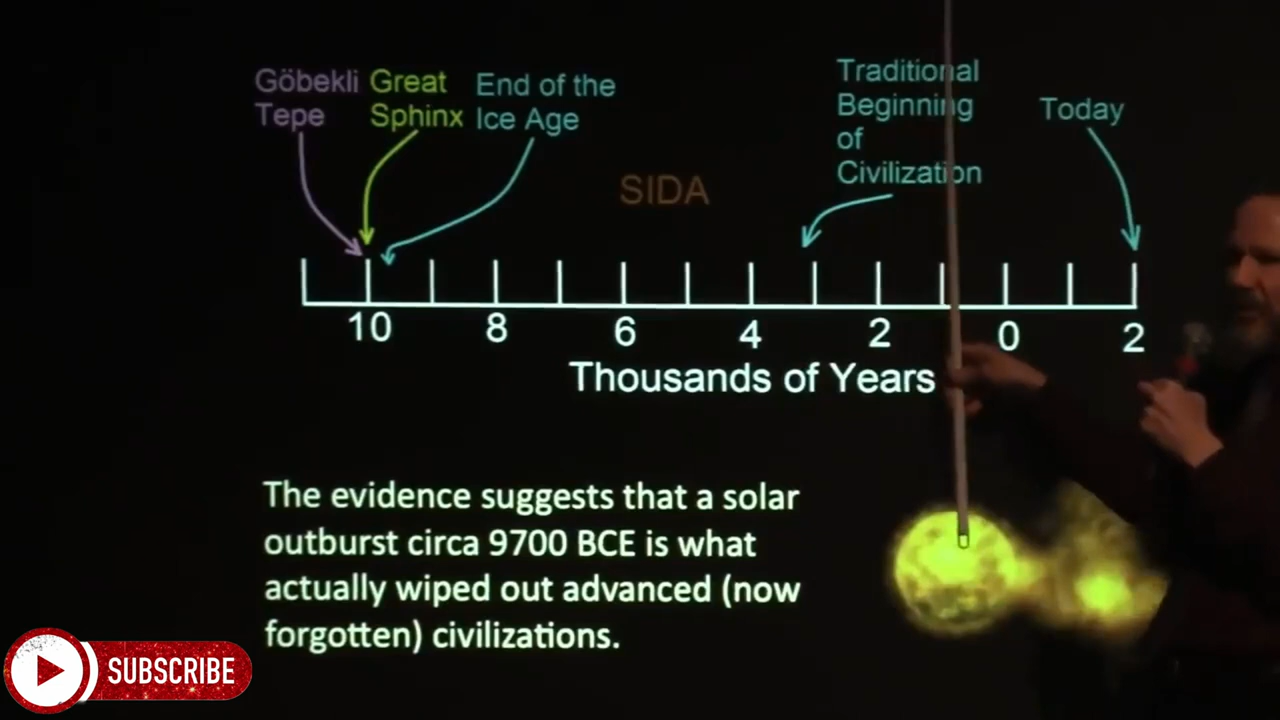 Göbekli Great End of the
Tepe Sphinx Ice Age
Traditional
Beginning
of
Civilization
Today
SIDA
10 8 6 4 2 0 2
Thousands of Years
The evidence suggests that a solar
outburst circa 9700 BCE is what
actually wiped out advanced (now
forgotten) civilizations.
SUBSCRIBE